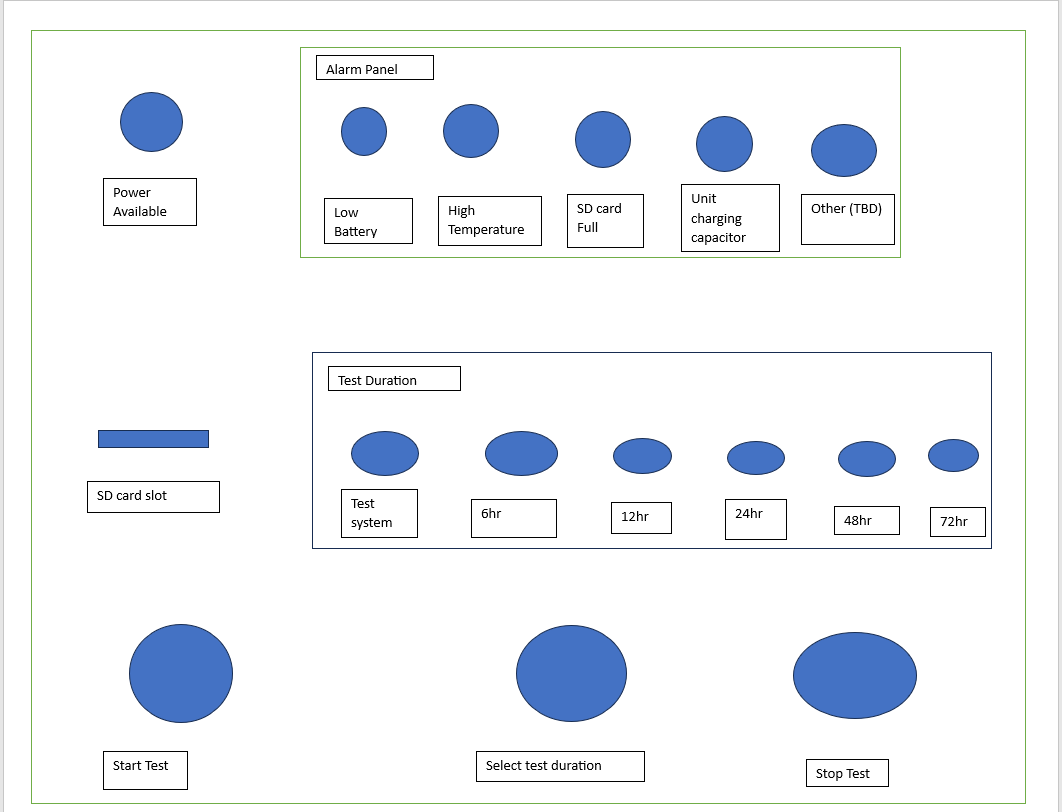 Alarm Panel
Power
Available
Low
Battery
High
Temperature
SD card
Full
Unit
charging
capacitor
Other (TBD)
Test Duration
SD card slot
Test
system
6hr
12hr
24hr
48hr
72hr
Start Test
Select test duration
Stop Test